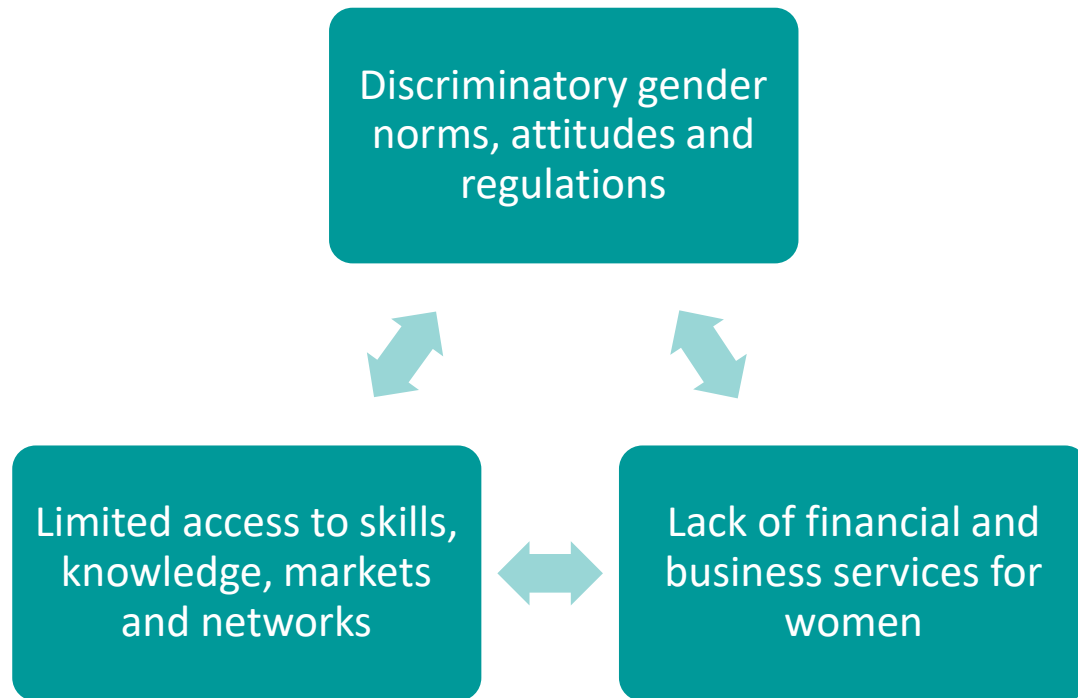 Discriminatory gender
norms, attitudes and
regulations
Limited access to skills,
knowledge, markets
and networks
Lack of financial and
business services for
women